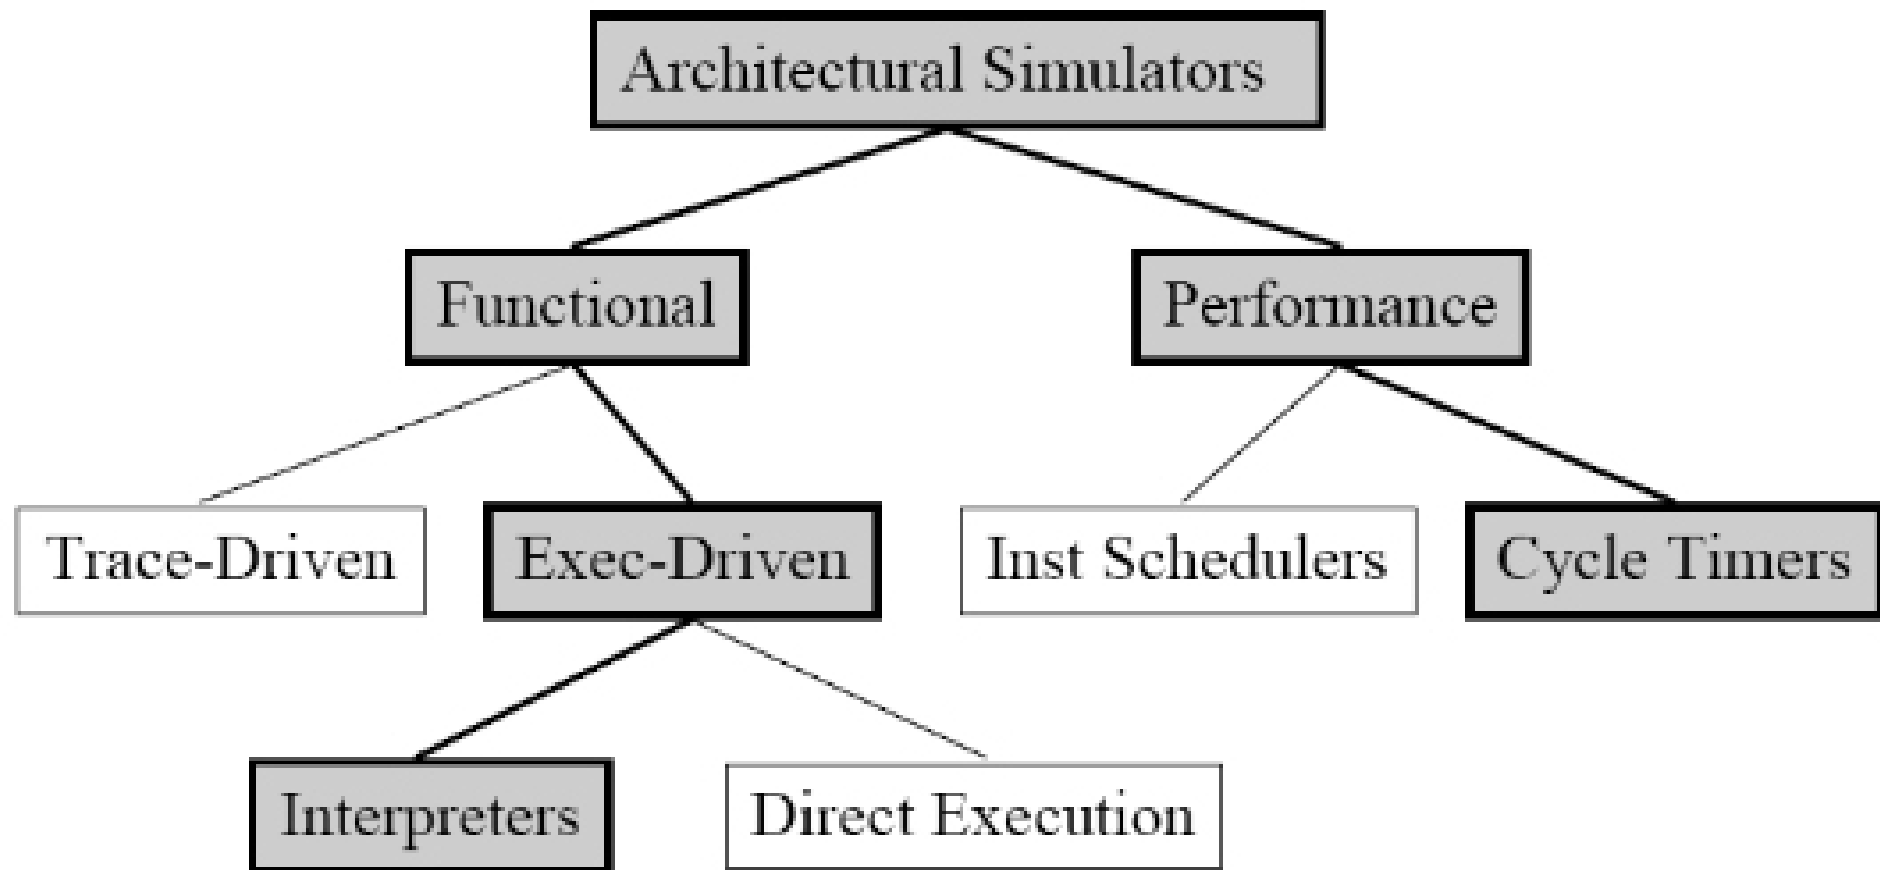 Architectural Simulators
Functional
Performance
Trace-Driven
Exec-Driven
Inst Schedulers
Cycle Timers
Interpreters
Direct Execution